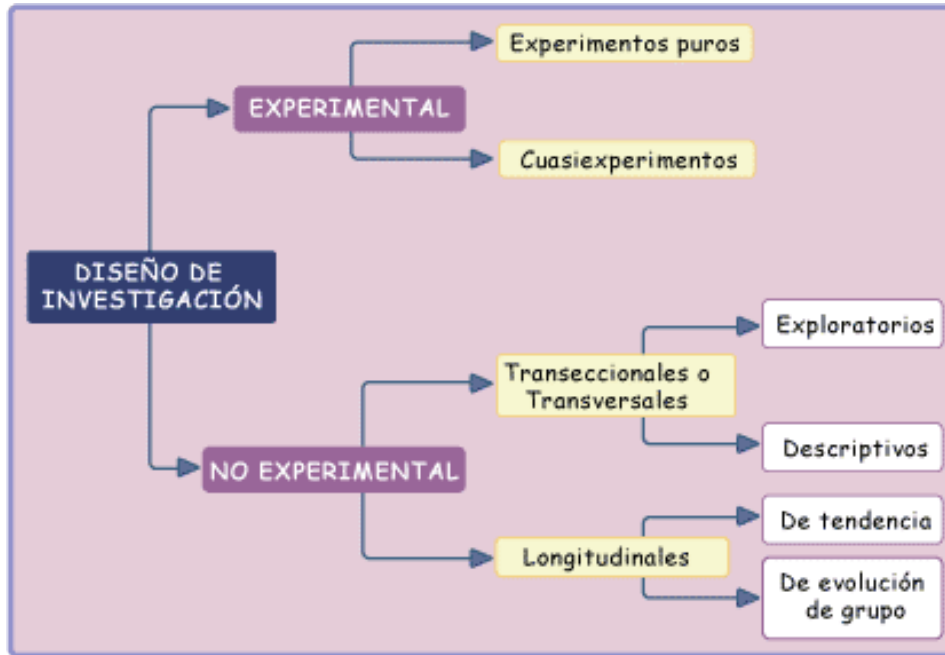 DISEÑO DE
INVESTIGACIÓN
EXPERIMENTAL
Experimentos puros
Cuasiexperimentos
NO EXPERIMENTAL
Transeccionales o
Transversales
Exploratorios
Descriptivos
Longitudinales
De tendencia
De evolución
de grupo